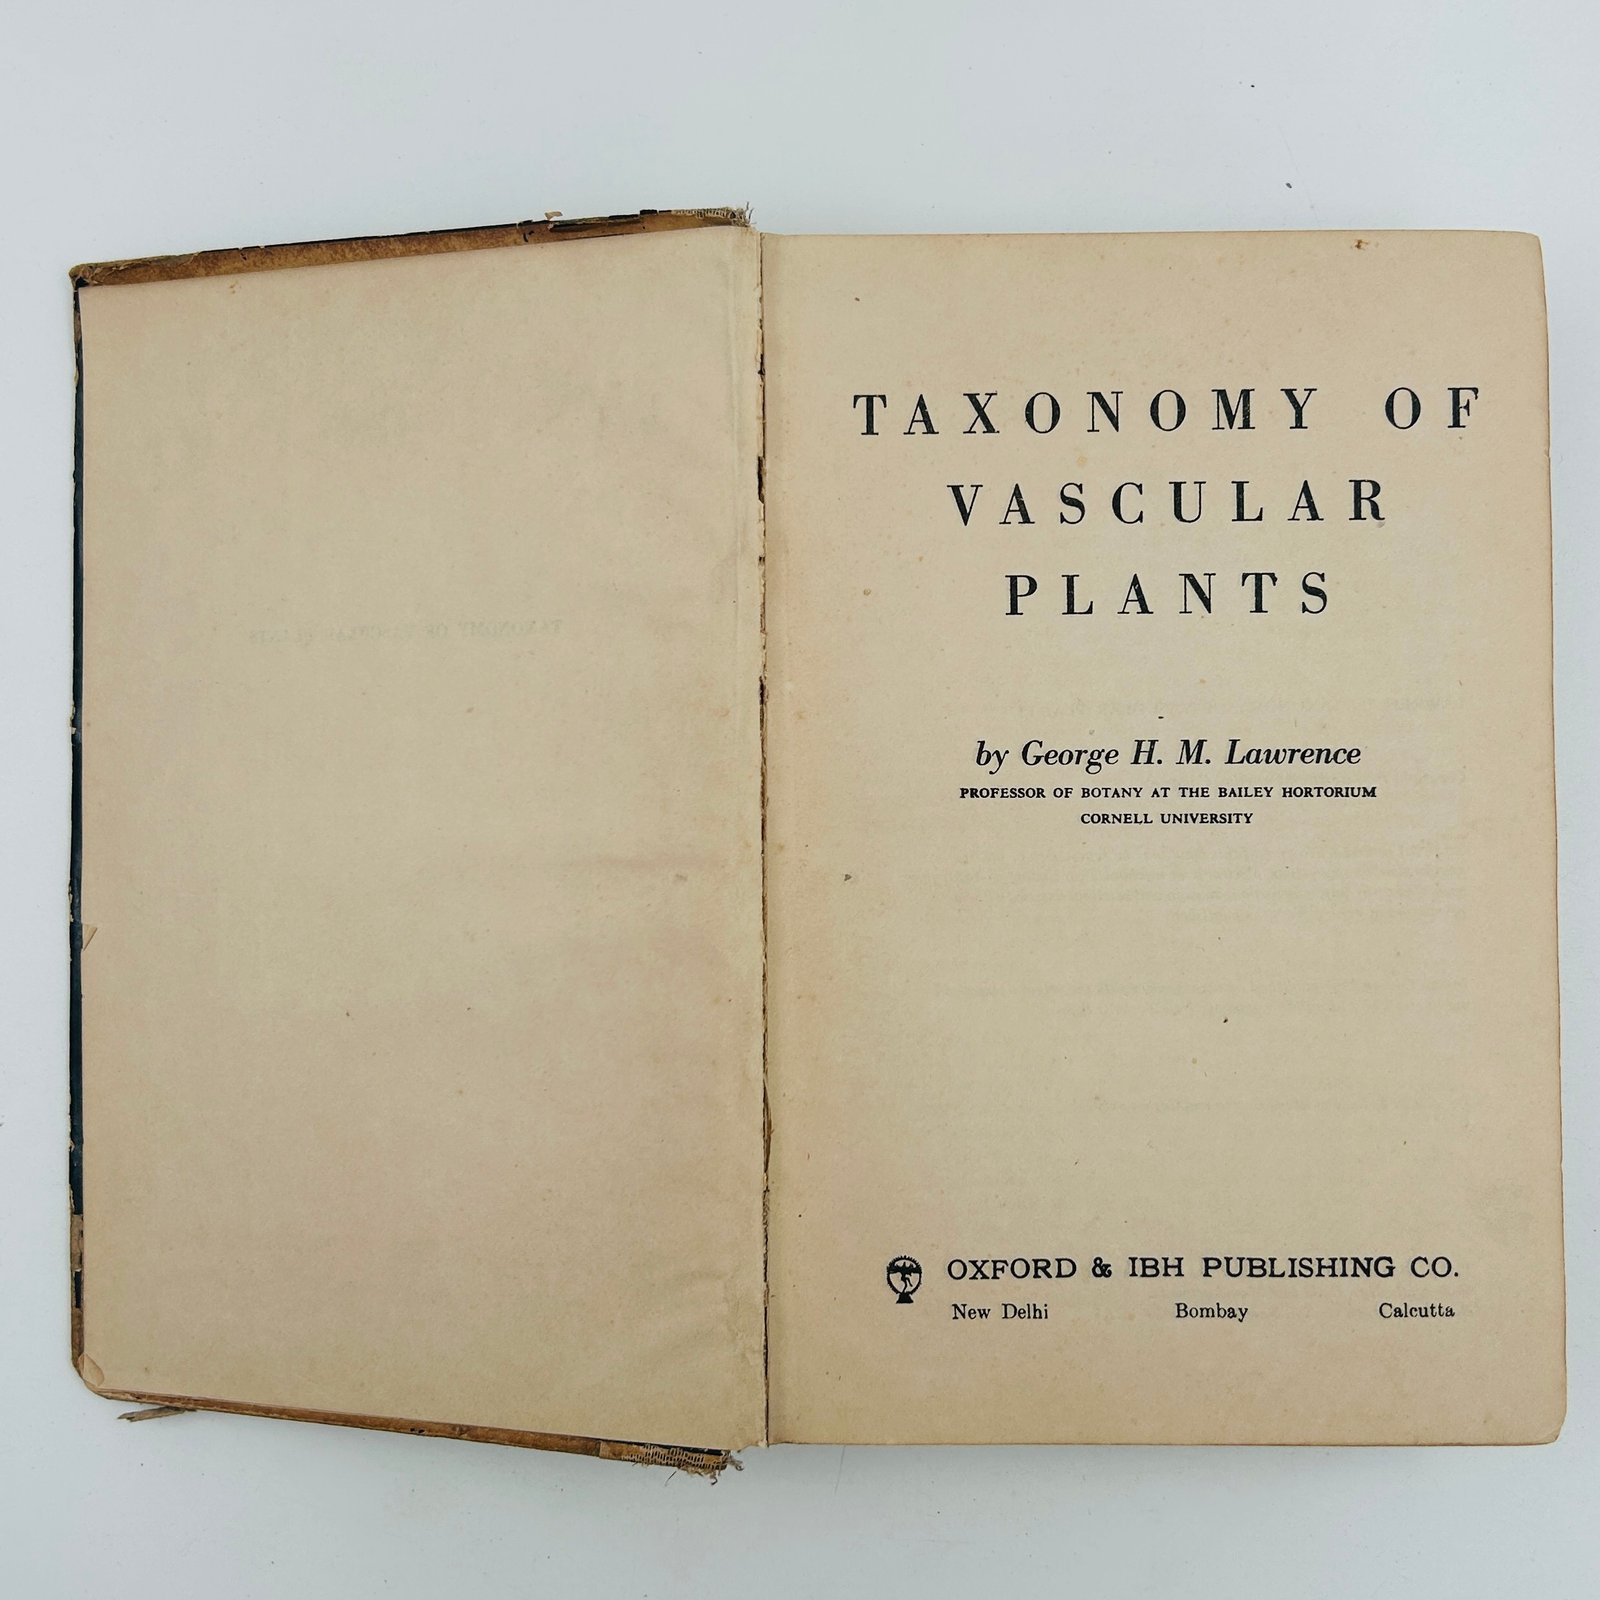 TAXONOMY OF
VASCULAR
PLANTS
by George H. M. Lawrence
PROFESSOR OF BOTANY AT THE BAILEY HORTORIUM
CORNELL UNIVERSITY
OXFORD & IBH PUBLISHING CO.
New Delhi Bombay Calcutta